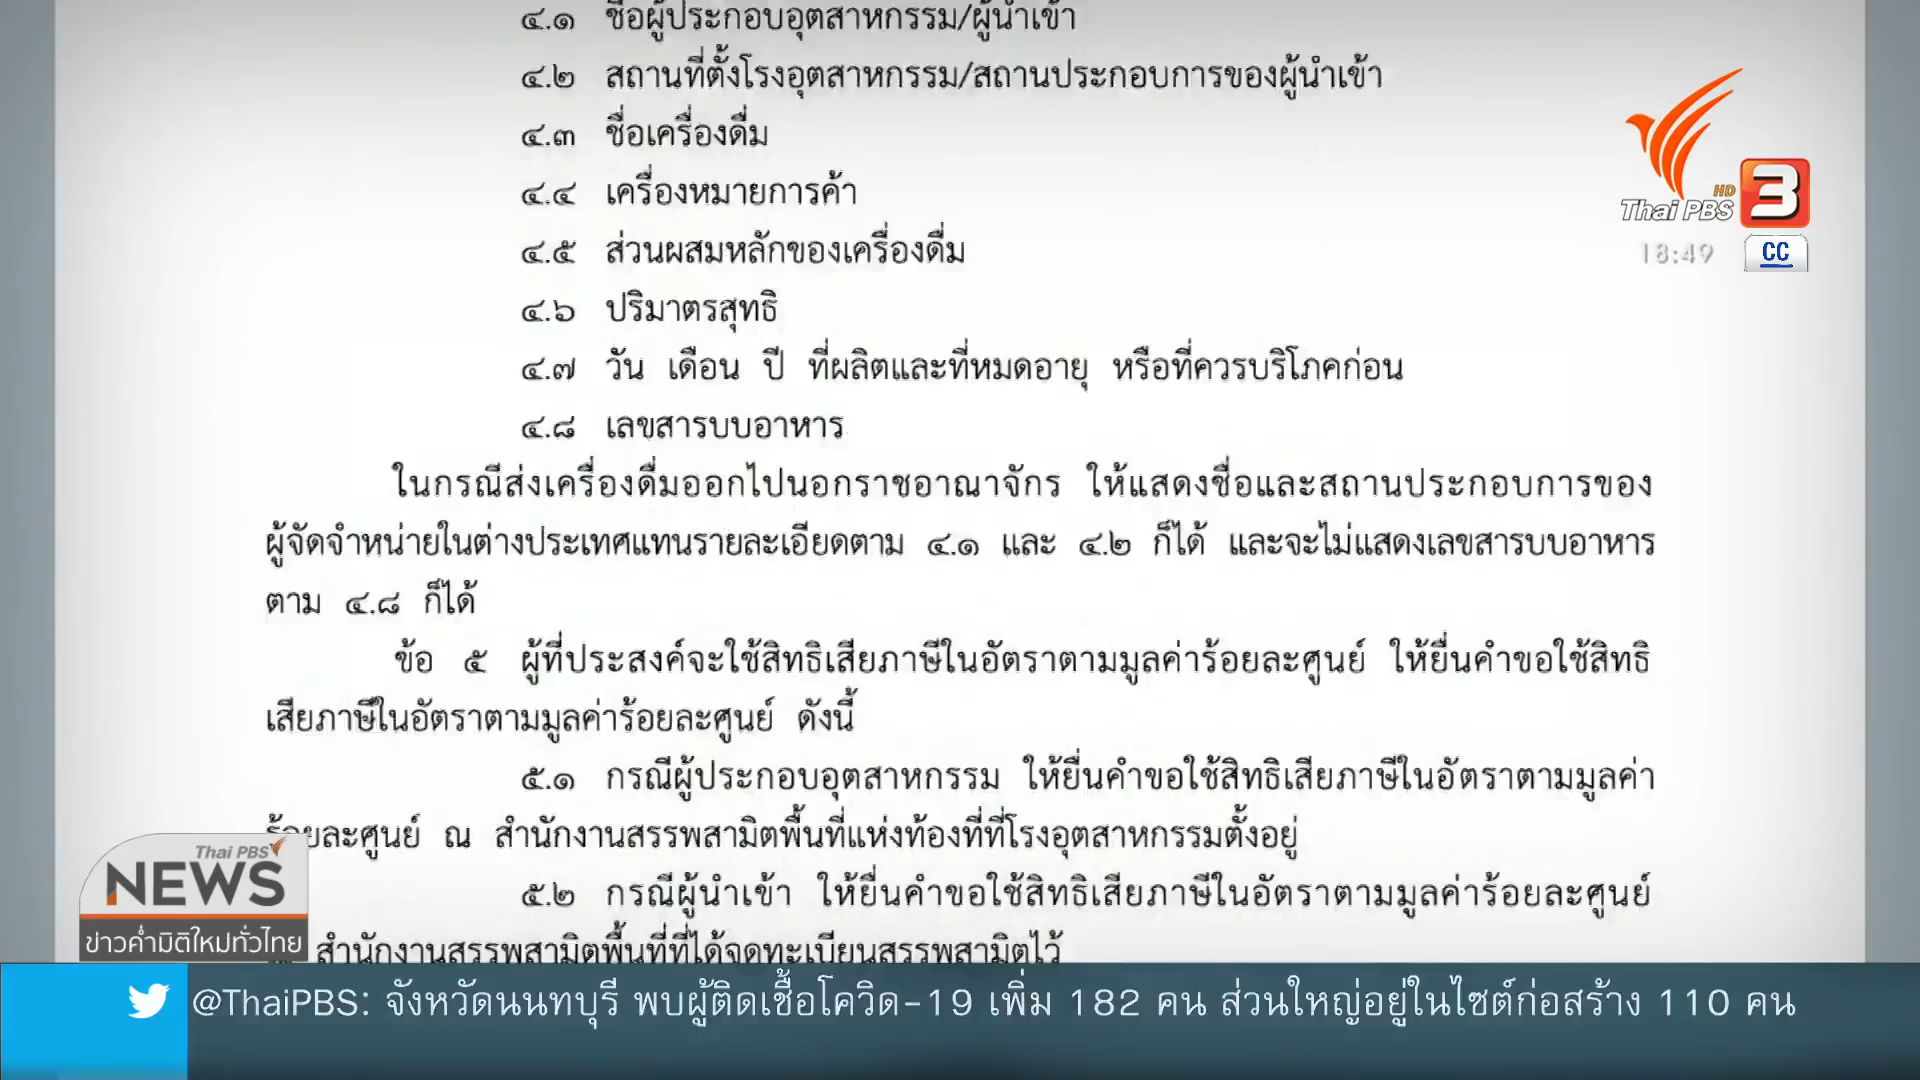 ๔.๑ ชื่อผู้ประกอบอุตสาหกรรม/ผู้นำเข้า
๔.๒ สถานที่ตั้งโรงอุตสาหกรรม/สถานประกอบการของผู้นำเข้า
๔.๓ ชื่อเครื่องดื่ม
๔.๔ เครื่องหมายการค้า
๔.๕ ส่วนผสมหลักของเครื่องดื่ม
๔.๖ ปริมาตรสุทธิ
๔.๗ วัน เดือน ปี ที่ผลิตและที่หมดอายุ หรือที่ควรบริโภคก่อน
๔.๘ เลขสารบบอาหาร
ในกรณีส่งเครื่องดื่มออกไปนอกราชอาณาจักร ให้แสดงชื่อและสถานประกอบการของ
ผู้จัดจำหน่ายในต่างประเทศแทนรายละเอียดตาม ๔.๑ และ ๔.๒ ก็ได้ และจะไม่แสดงเลขสารบบอาหาร
ตาม ๔.๘ ก็ได้
ข้อ ๕ ผู้ที่ประสงค์จะใช้สิทธิเสียภาษีในอัตราตามมูลค่าร้อยละศูนย์ ให้ยื่นคำขอใช้สิทธิ
เสียภาษีในอัตราตามมูลค่าร้อยละศูนย์ ดังนี้
๕.๑ กรณีผู้ประกอบอุตสาหกรรม ให้ยื่นคำขอใช้สิทธิเสียภาษีในอัตราตามมูลค่า
ร้อยละศูนย์ ณ สำนักงานสรรพสามิตพื้นที่แห่งท้องที่ที่โรงอุตสาหกรรมตั้งอยู่
๕.๒ กรณีผู้นำเข้า ให้ยื่นคำขอใช้สิทธิเสียภาษีในอัตราตามมูลค่าร้อยละศูนย์
สำนักงานสรรพสามิตพื้นที่ที่ได้จดทะเบียนสรรพสามิตไว้
Thai PBS HD 3
18:49 CC
Thai PBS
NEWS
ข่าวค่ำมิติใหม่ทั่วไทย
@ThaiPBS: จังหวัดนนทบุรี พบผู้ติดเชื้อโควิด-19 เพิ่ม 182 คน ส่วนใหญ่อยู่ในไซต์ก่อสร้าง 110 คน